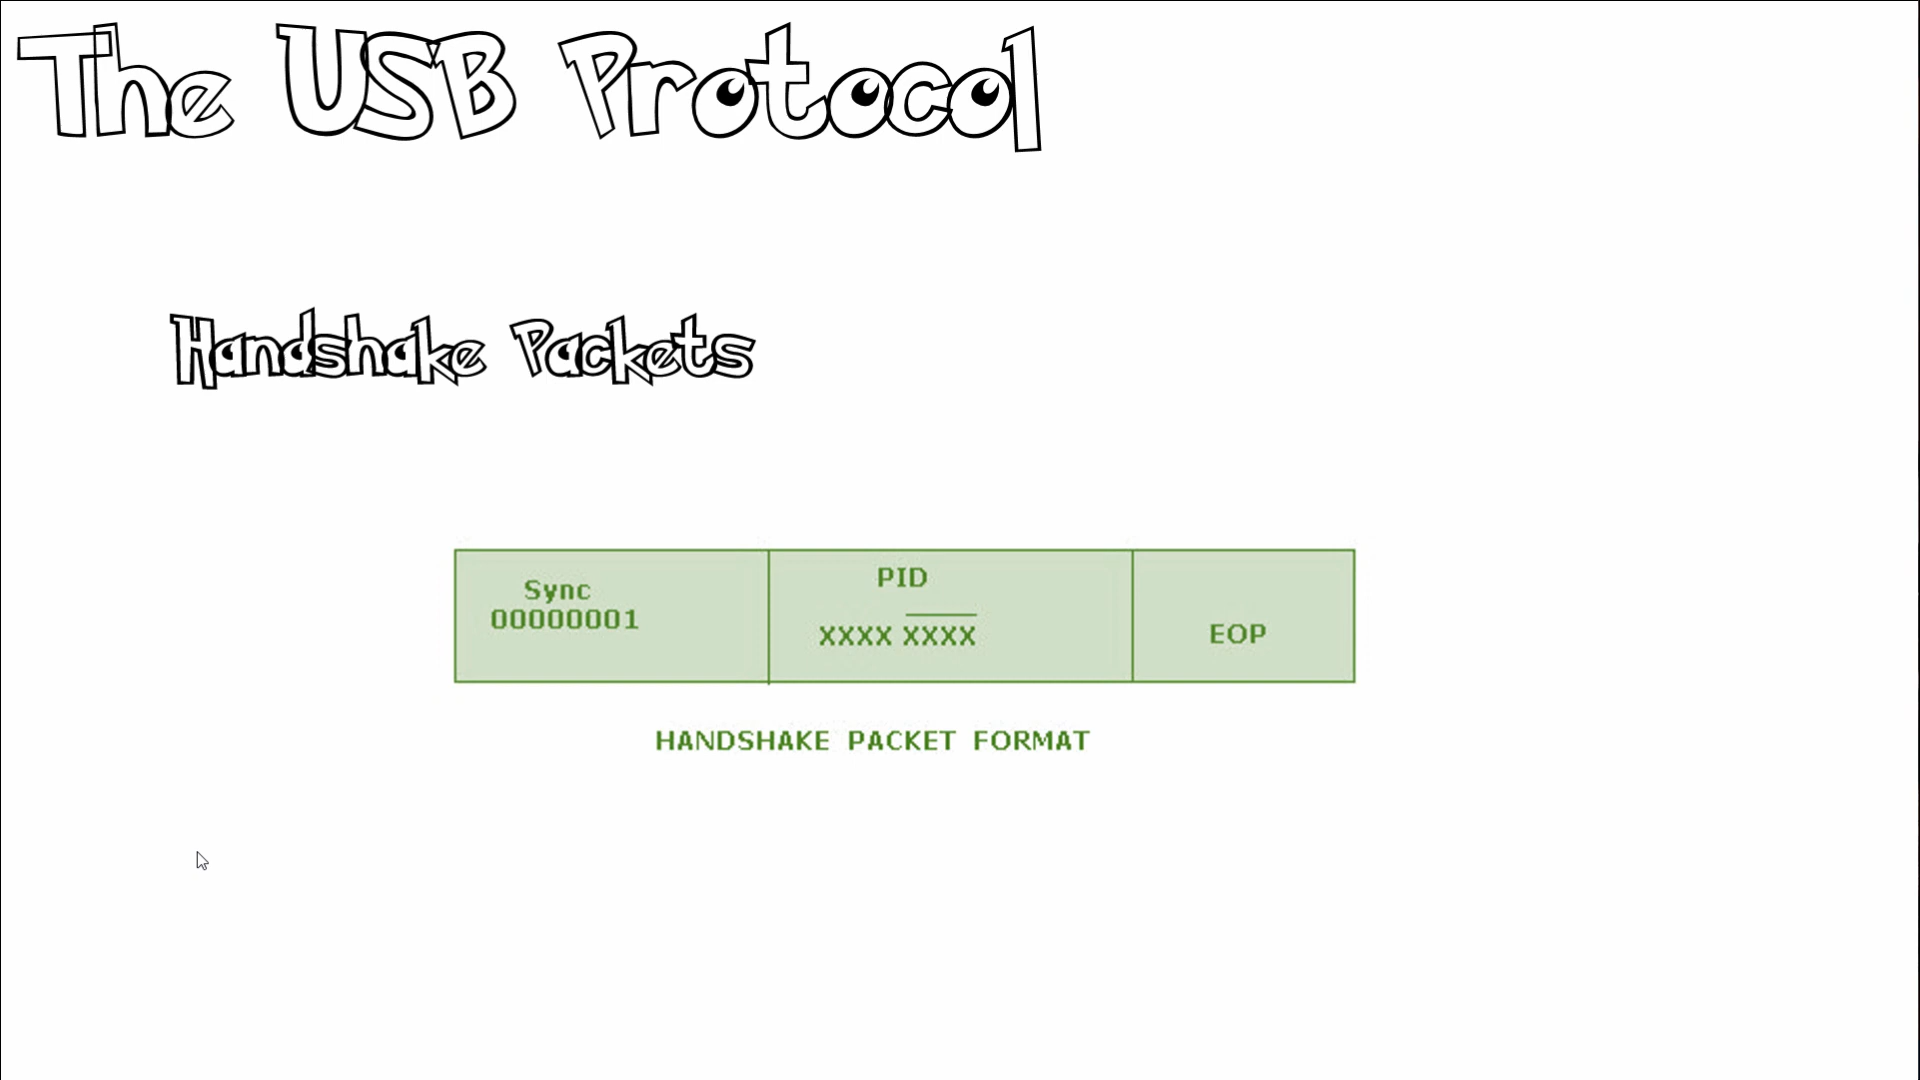 The USB Protocol
Handshake Packets
Sync
00000001
PID
XXXX XXXX
EOP
HANDSHAKE PACKET FORMAT